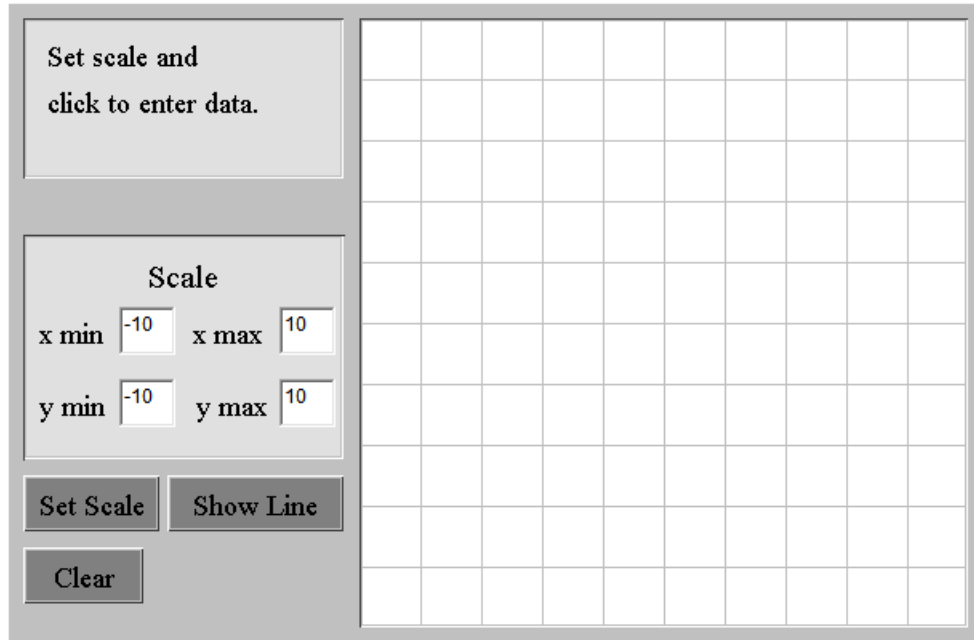 Set scale and
click to enter data.
Scale
x min -10 x max 10
y min -10 y max 10
Set Scale Show Line
Clear